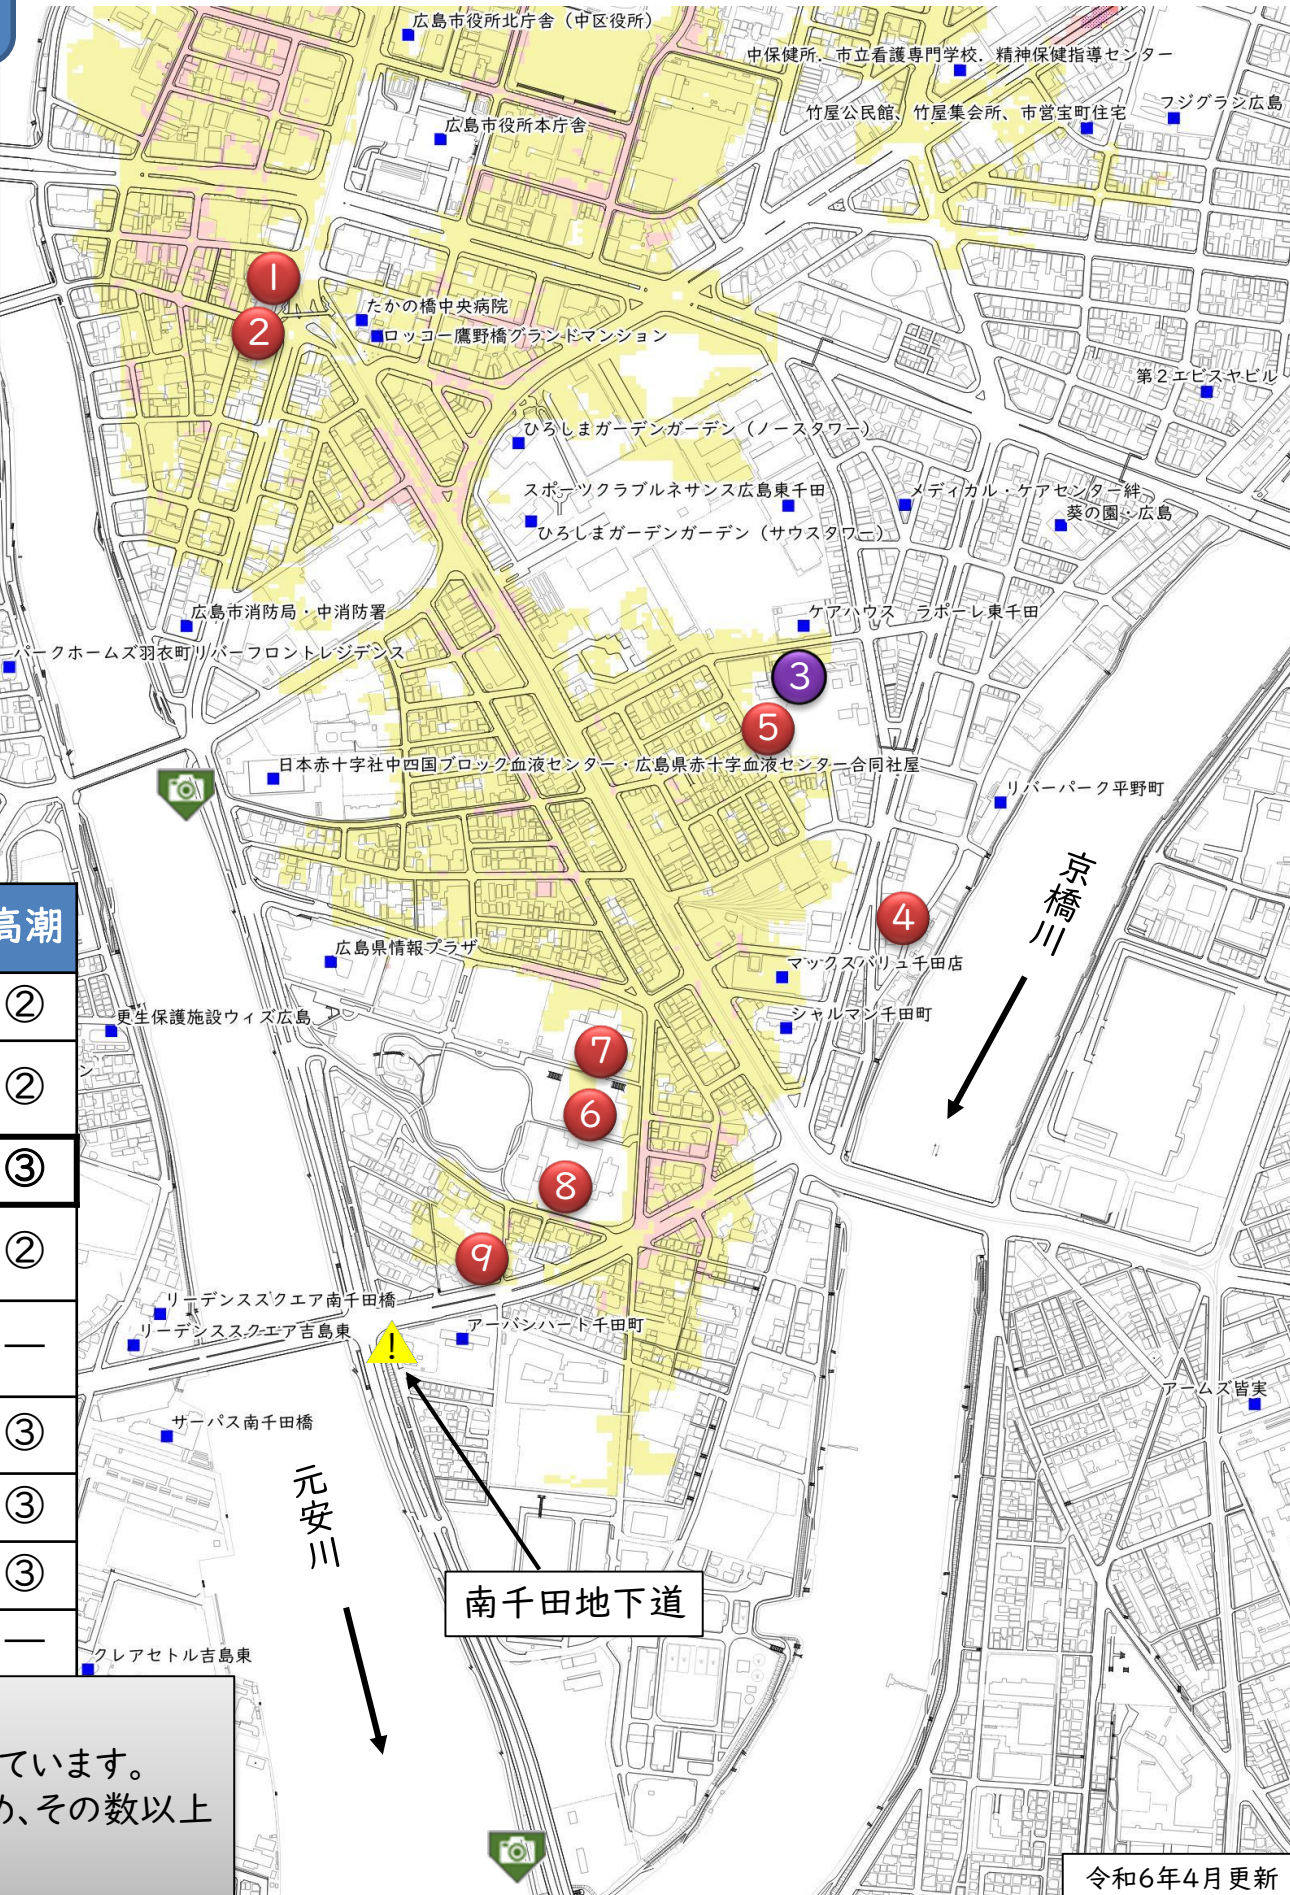 広島市役所北庁舎（中区役所）
中保健所．市立看護専門学校．精神保健指導センター
フジグラン広島
竹屋公民館、竹屋集会所、市営宝町住宅
広島市役所本庁舎
1
たかの橋中央病院
2
ロッコー鷹野橋グランドマンション
第２エビスヤビル
ひろしまガーデンガーデン（ノースタワー）
スポーツクラブルネサンス広島東千田
メディカル・ケアセンター絆
葵の園・広島
ひろしまガーデンガーデン（サウスタワー）
広島市消防局・中消防署
ケアハウス　ラポーレ東千田
パークホームズ羽衣町リバーフロントレジデンス
3
5
日本赤十字社中四国ブロック血液センター・広島県赤十字血液センター合同社屋
リバーパーク平野町
京橋川
4
高潮
広島県情報プラザ
マックスバリュ千田店
②
更生保護施設ウィズ広島
シャルマン千田町
7
ン
②
6
③
8
②
9
リーデンススクエア南千田橋
リーデンススクエア吉島東
アーバンハート千田町
!
—
アームズ皆実
サーパス南千田橋
③
元安川
③
③
南千田地下道
—
クレアセトル吉島東
ています。
め、その数以上
令和6年4月更新